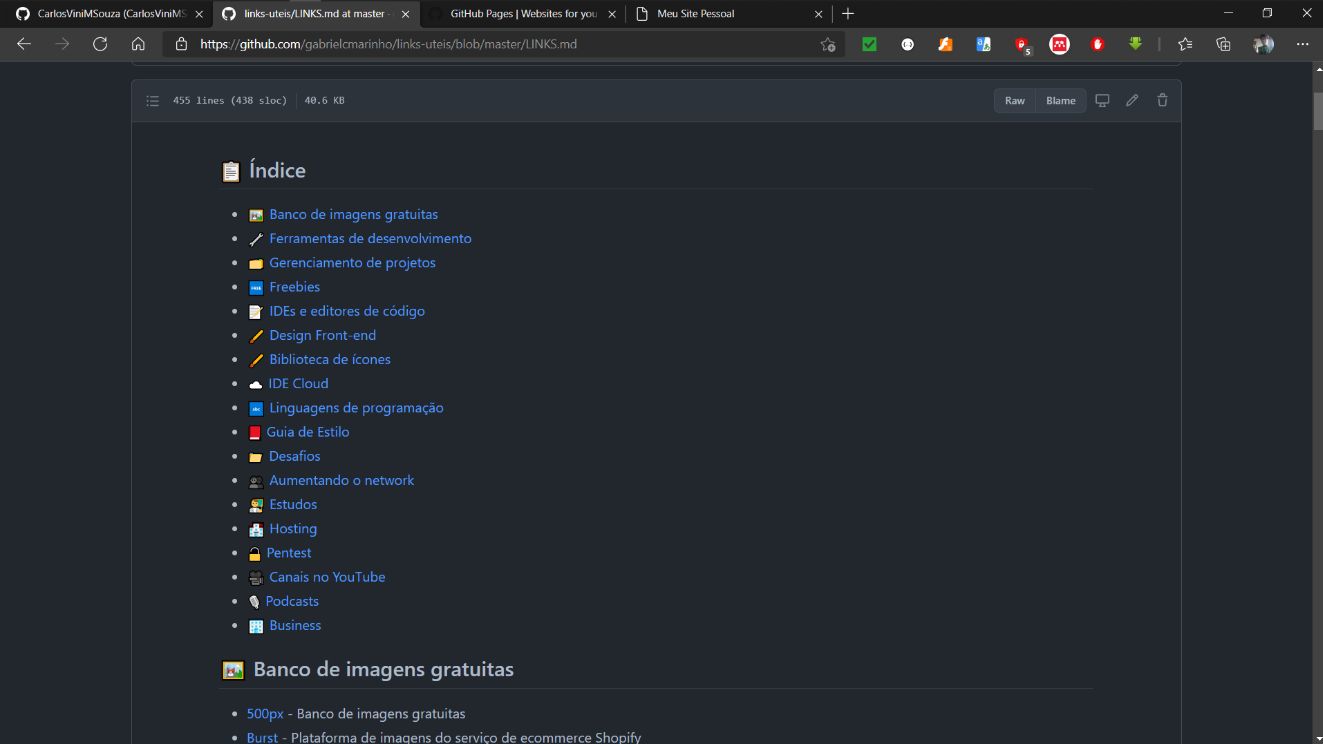 CarlosViniMSouza (CarlosViniMS
links-uteis/LINKS.md at master ·
GitHub Pages | Websites for you
Meu Site Pessoal
https://github.com/gabrielcmarinho/links-uteis/blob/master/LINKS.md
5
455 lines (438 sloc) 40.6 KB
Raw Blame
Índice
Banco de imagens gratuitas
Ferramentas de desenvolvimento
Gerenciamento de projetos
Freebies
IDEs e editores de código
Design Front-end
Biblioteca de ícones
IDE Cloud
Linguagens de programação
Guia de Estilo
Desafios
Aumentando o network
Estudos
Hosting
Pentest
Canais no YouTube
Podcasts
Business
Banco de imagens gratuitas
500px - Banco de imagens gratuitas
Burst - Plataforma de imagens do serviço de ecommerce Shopify